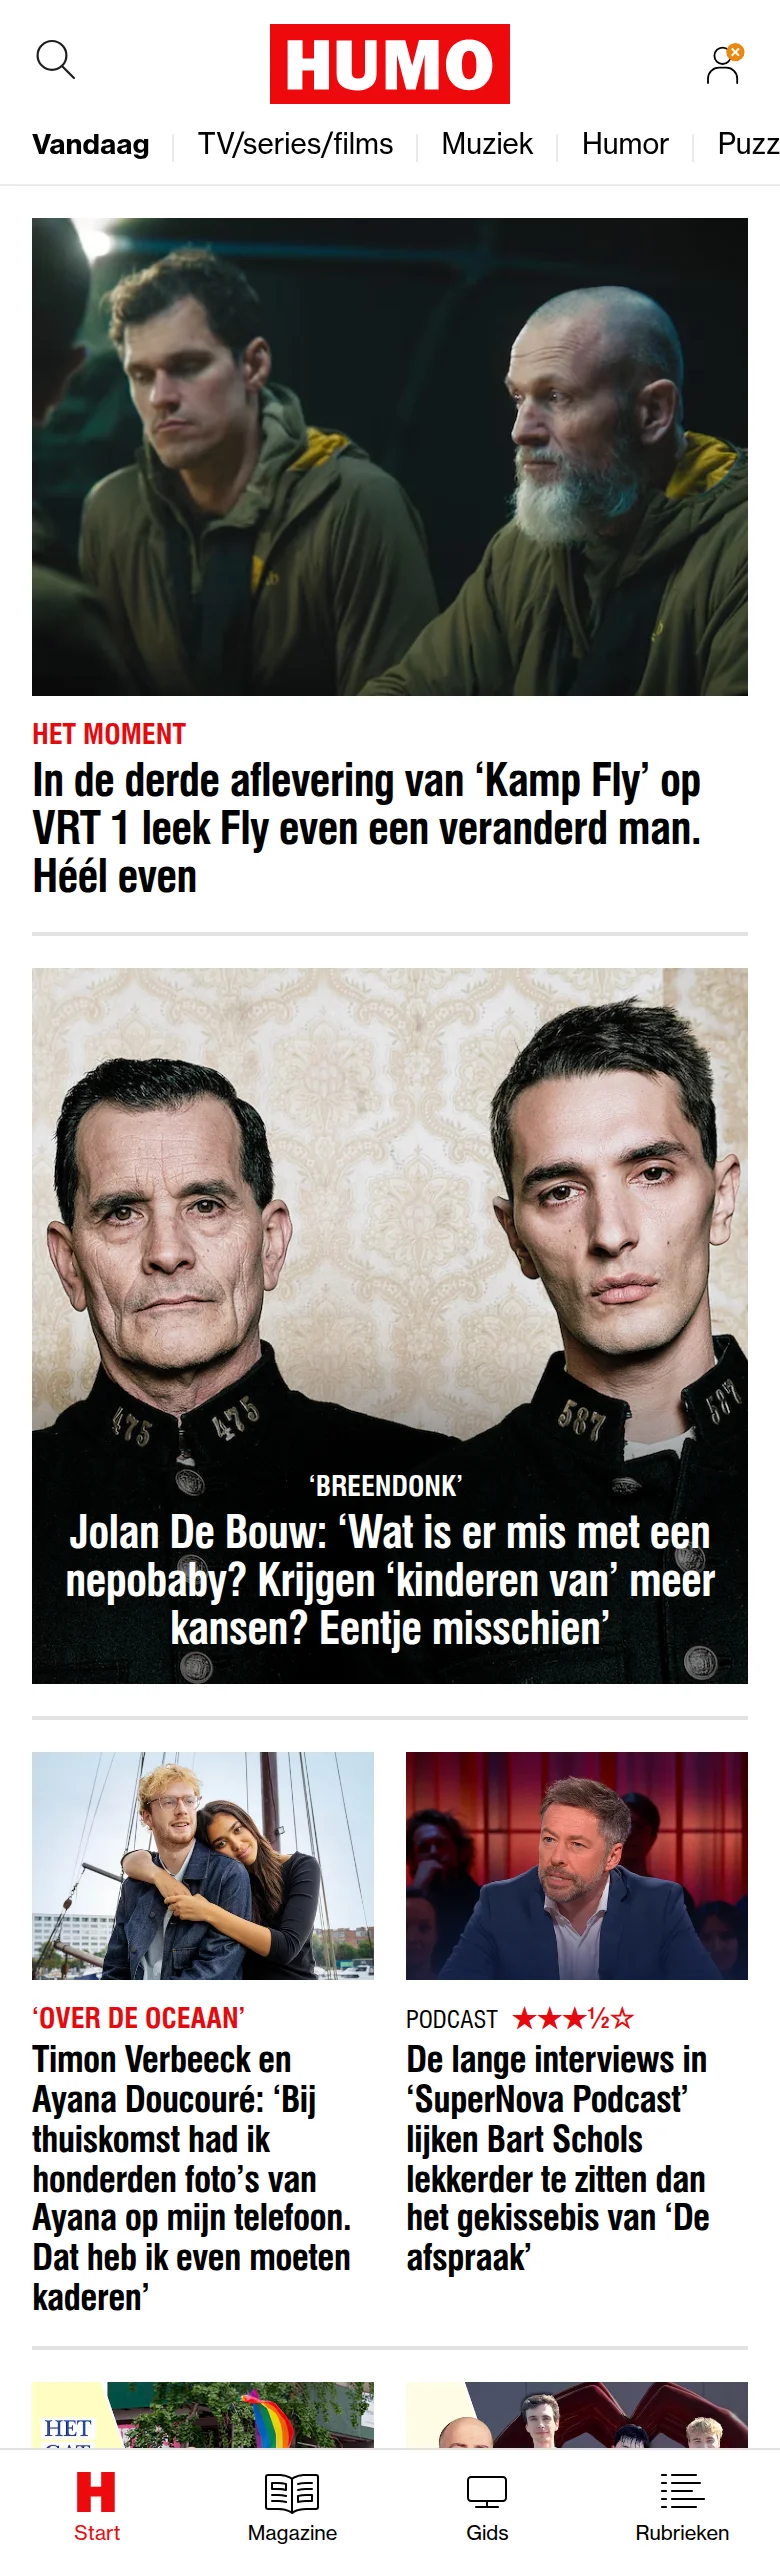 HUMO
Vandaag
TV/series/films
Muziek
Humor
Puzz
HET MOMENT
In de derde aflevering van ‘Kamp Fly’ op
VRT 1 leek Fly even een veranderd man.
Héél even
475 475
587 587
‘BREENDONK’
Jolan De Bouw: ‘Wat is er mis met een
nepobaby? Krijgen ‘kinderen van’ meer
kansen? Eentje misschien’
‘OVER DE OCEAAN’
Timon Verbeeck en
Ayana Doucouré: ‘Bij
thuiskomst had ik
honderden foto’s van
Ayana op mijn telefoon.
Dat heb ik even moeten
kaderen’
PODCAST ★★★½☆
De lange interviews in
‘SuperNova Podcast’
lijken Bart Schols
lekkerder te zitten dan
het gekissebis van ‘De
afspraak’
HET
H
Start
Magazine
Gids
Rubrieken